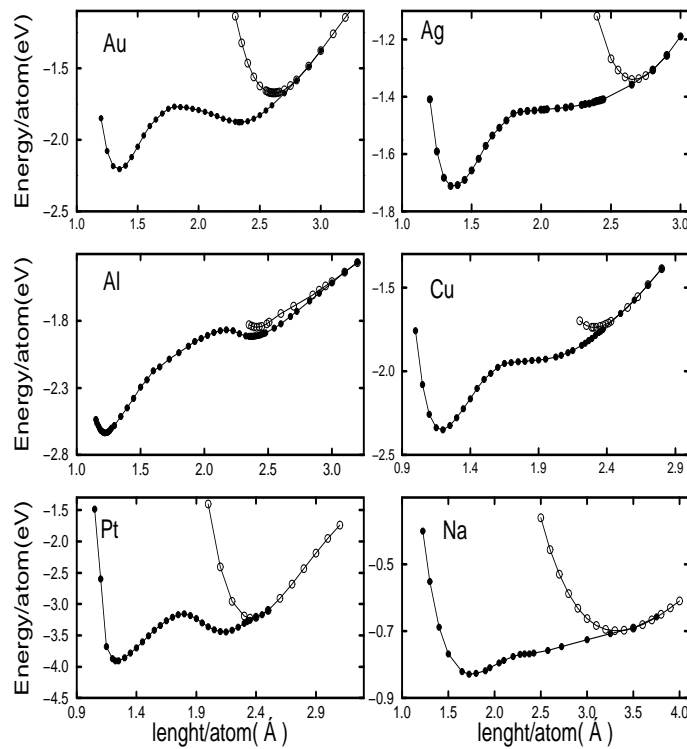 Au
Ag
Energy/atom(eV)
−1.5
−2.0
−2.5
1.0 1.5 2.0 2.5 3.0
−1.2
−1.4
−1.6
−1.8
1.0 1.5 2.0 2.5 3.0
Al
Cu
Energy/atom(eV)
−1.8
−2.3
−2.8
1.0 1.5 2.0 2.5 3.0
−1.5
−2.0
−2.5
0.9 1.4 1.9 2.4 2.9
Pt
Na
Energy/atom(eV)
−1.5
−2.0
−2.5
−3.0
−3.5
−4.0
−4.5
0.9 1.4 1.9 2.4 2.9
lenght/atom( Á )
−0.5
−0.7
−0.9
1.0 1.5 2.0 2.5 3.0 3.5 4.0
lenght/atom( Á )